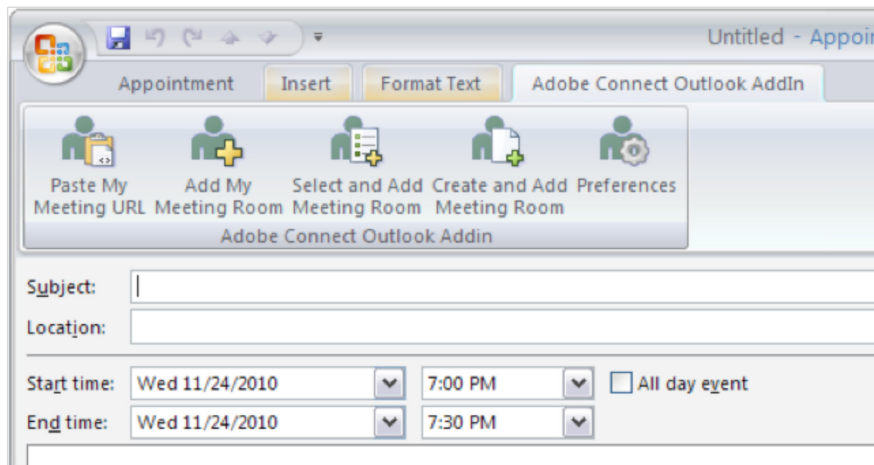 Untitled - Appoin
Appointment Insert Format Text Adobe Connect Outlook AddIn
Paste My Add My Select and Add Create and Add Preferences
Meeting URL Meeting Room Meeting Room Meeting Room
Adobe Connect Outlook Addin
Subject:
Location:
Start time: Wed 11/24/2010 7:00 PM All day event
End time: Wed 11/24/2010 7:30 PM